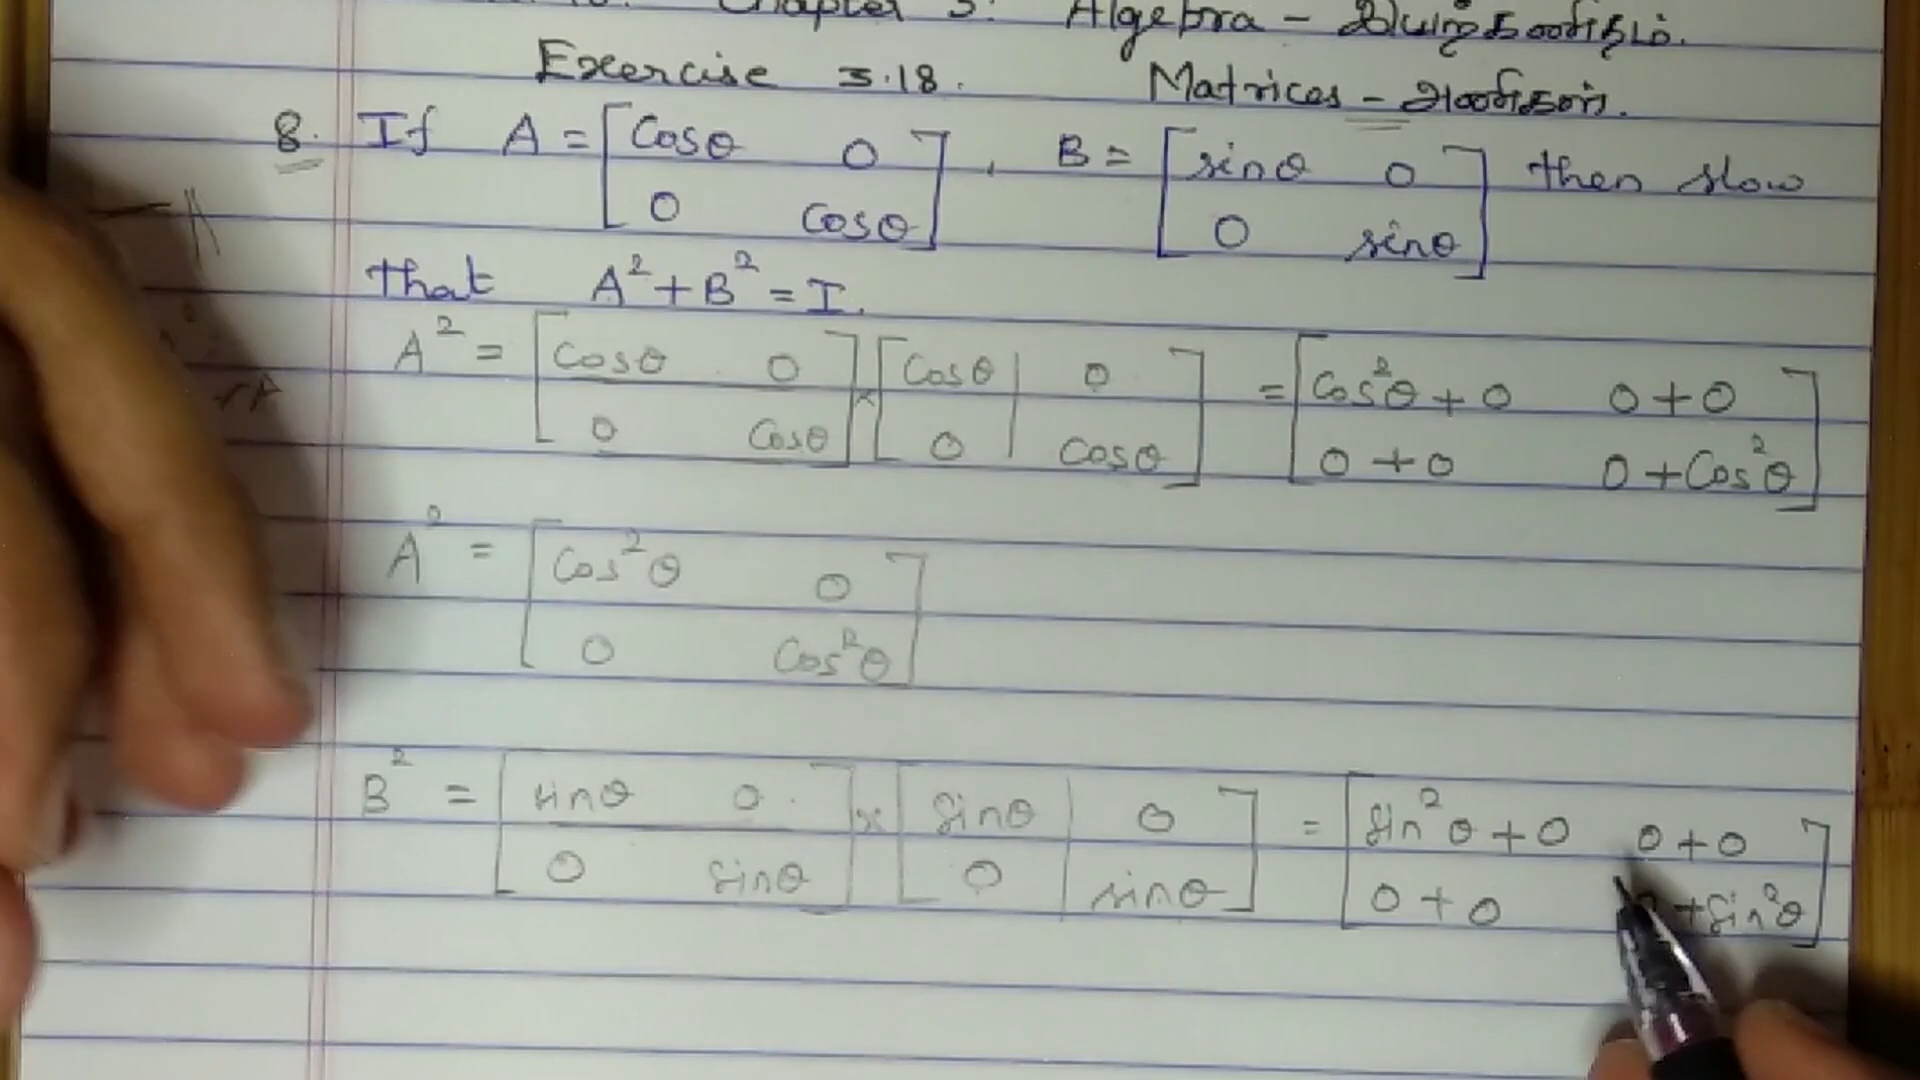 Chapter 3: Algebra - இயற்கணிதம்.
Exercise 3.18. Matrices - அணிகள்.
8. If A = [Cosθ 0 , B = [sinθ 0 then slow
0 Cosθ] 0 sinθ]
that A² + B² = I.
A² = [Cosθ 0 × [Cosθ 0 = [Cos²θ + 0 0 + 0
0 Cosθ] 0 Cosθ] 0 + 0 0 + Cos²θ]
A² = [Cos²θ 0
0 Cos²θ]
B² = [sinθ 0 × [Sinθ 0 = [Sin²θ + 0 0 + 0
0 Sinθ] 0 sinθ] 0 + 0 + Sin²θ]